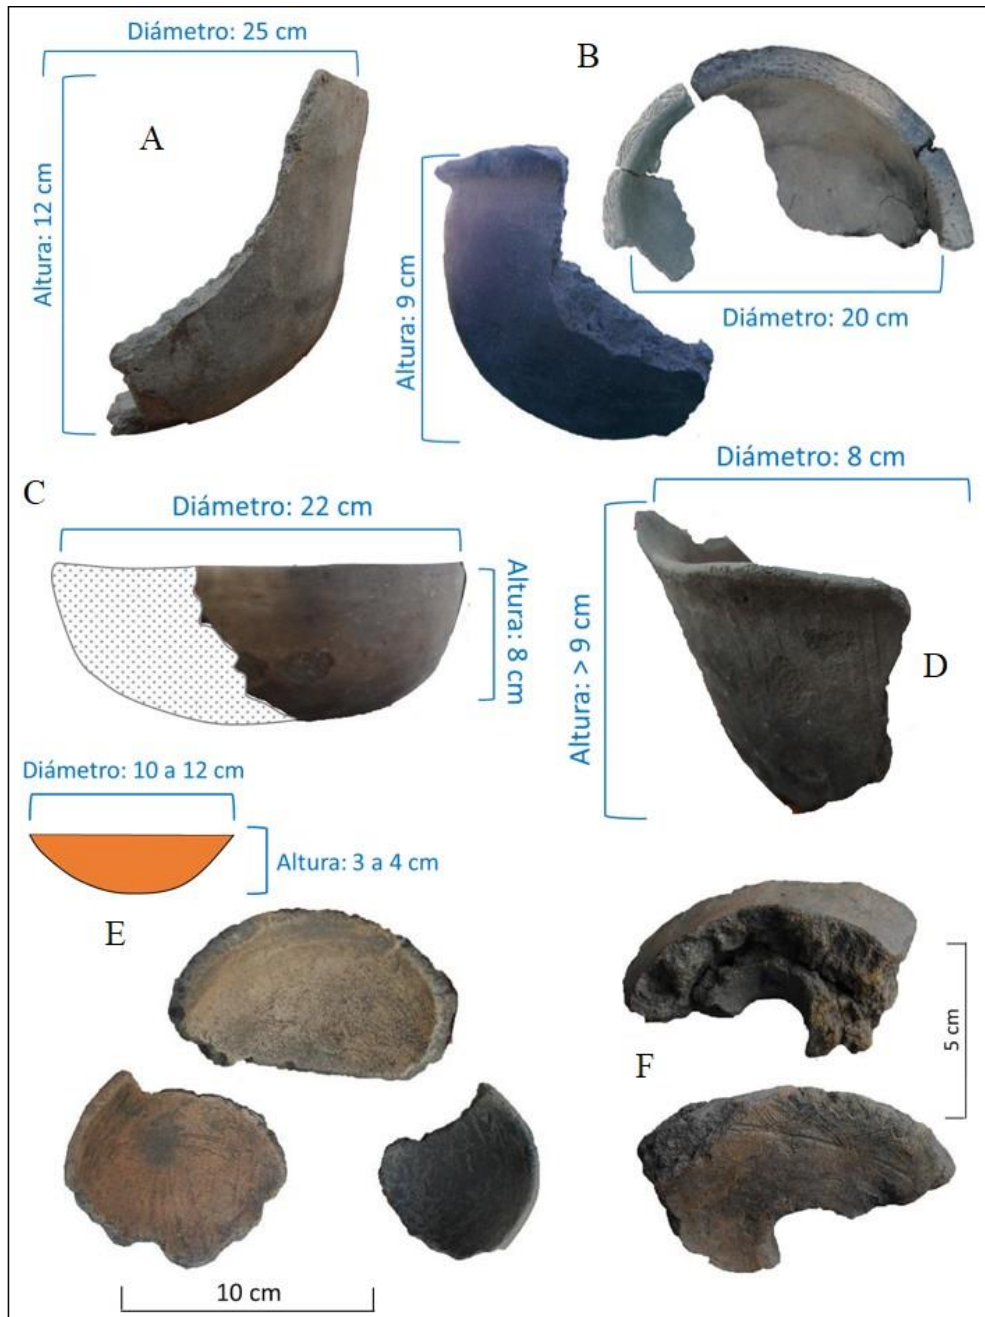 Diámetro: 25 cm
A
Altura: 12 cm
B
Altura: 9 cm
Diámetro: 20 cm
C
Diámetro: 22 cm
Altura: 8 cm
Diámetro: 8 cm
Altura: > 9 cm
D
Diámetro: 10 a 12 cm
Altura: 3 a 4 cm
E
F
5 cm
10 cm